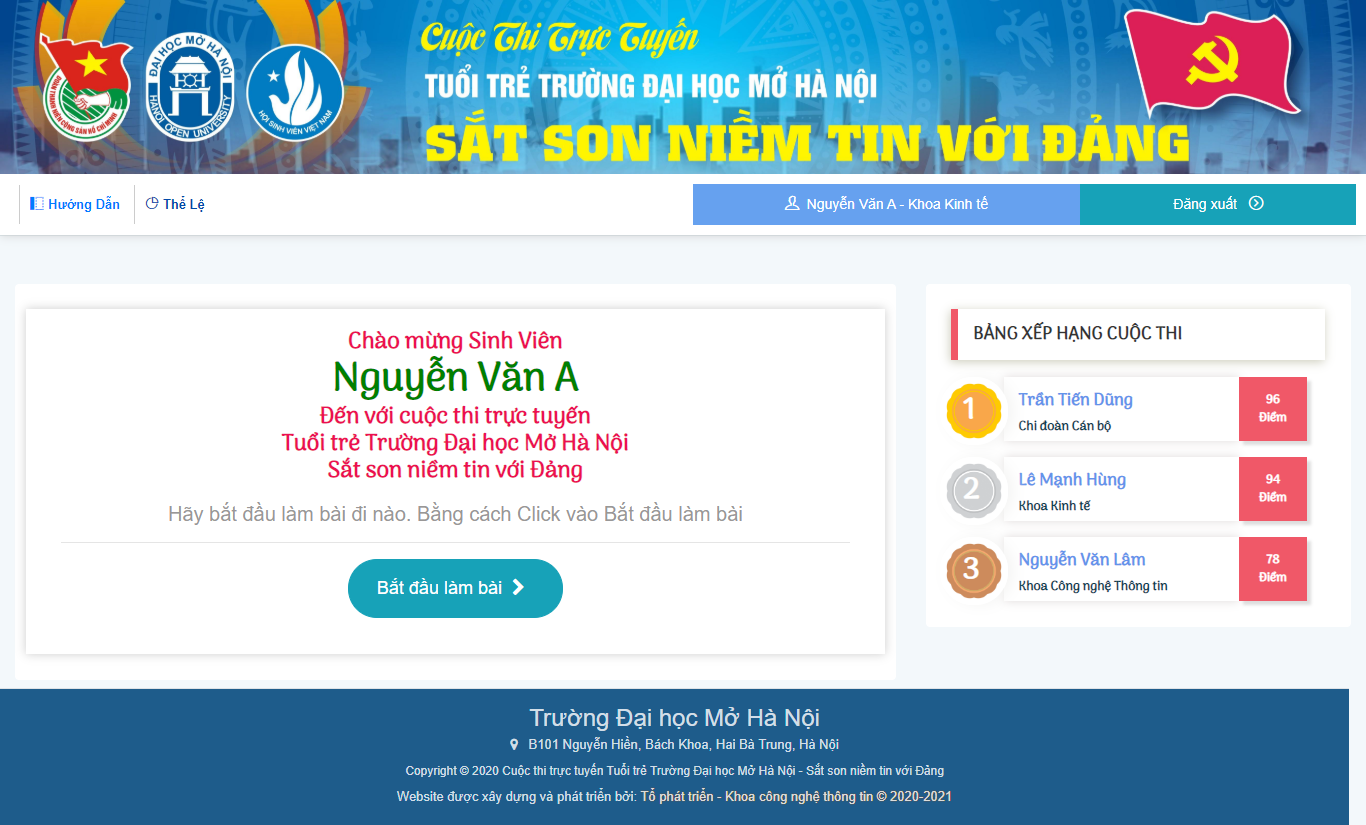 ĐOÀN THANH NIÊN CỘNG SẢN HỒ CHÍ MINH
ĐẠI HỌC MỞ HÀ NỘI
HANOI OPEN UNIVERSITY
HỘI SINH VIÊN VIỆT NAM
Cuộc Thi Trực Tuyến
TUỔI TRẺ TRƯỜNG ĐẠI HỌC MỞ HÀ NỘI
SẮT SON NIỀM TIN VỚI ĐẢNG
Hướng Dẫn
Thể Lệ
Nguyễn Văn A - Khoa Kinh tế
Đăng xuất
Chào mừng Sinh Viên
Nguyễn Văn A
Đến với cuộc thi trực tuyến
Tuổi trẻ Trường Đại học Mở Hà Nội
Sắt son niềm tin với Đảng
Hãy bắt đầu làm bài đi nào. Bằng cách Click vào Bắt đầu làm bài
Bắt đầu làm bài
BẢNG XẾP HẠNG CUỘC THI
1
Trần Tiến Dũng
Chi đoàn Cán bộ
96
Điểm
2
Lê Mạnh Hùng
Khoa Kinh tế
94
Điểm
3
Nguyễn Văn Lâm
Khoa Công nghệ Thông tin
78
Điểm
Trường Đại học Mở Hà Nội
B101 Nguyễn Hiền, Bách Khoa, Hai Bà Trung, Hà Nội
Copyright © 2020 Cuộc thi trực tuyến Tuổi trẻ Trường Đại học Mở Hà Nội - Sắt son niềm tin với Đảng
Website được xây dựng và phát triển bởi: Tổ phát triển - Khoa công nghệ thông tin © 2020-2021